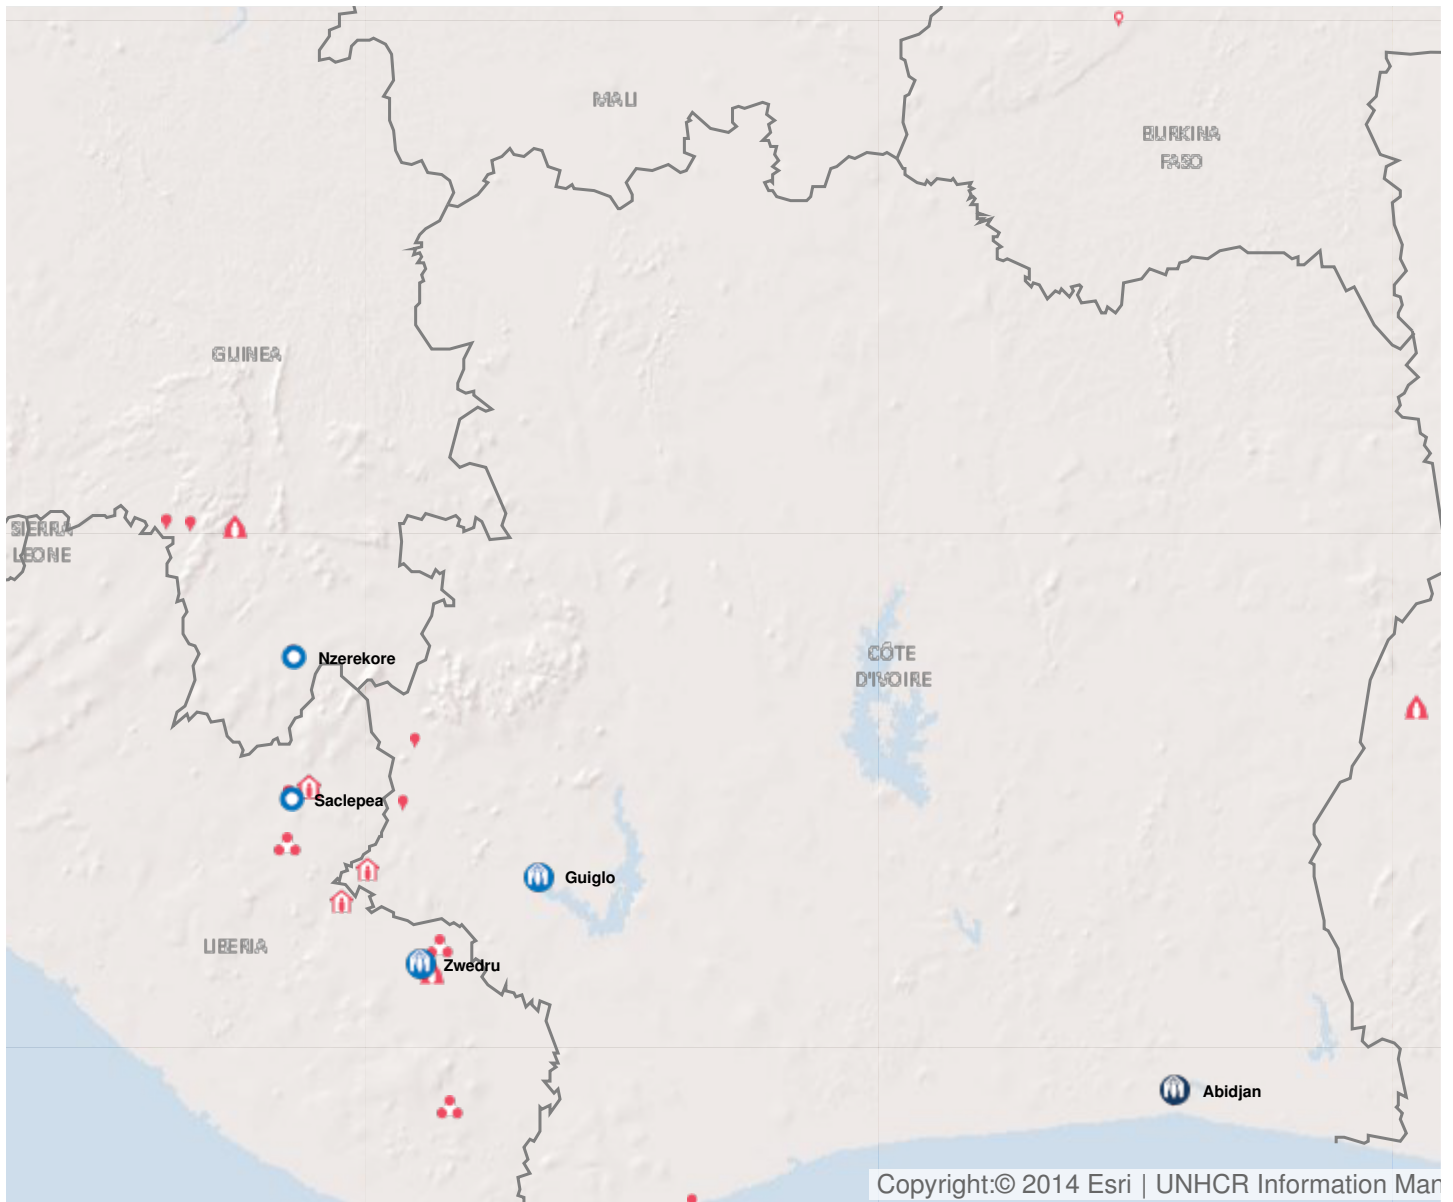 MALI
BURKINA
FASO
GUINEA
SIERRA
LEONE
CÔTE
D'IVOIRE
Nzerekore
Saclepea
Guiglo
LIBERIA
Zwedru
Abidjan
Copyright:© 2014 Esri | UNHCR Information Man